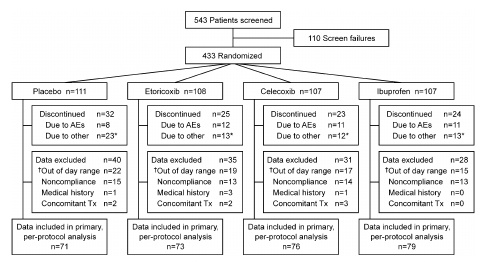 543 Patients screened
110 Screen failures
433 Randomized
Placebo n=111
Discontinued n=32
Due to AEs n=8
Due to other n=23*
Data excluded n=40
†Out of day range n=22
Noncompliance n=15
Medical history n=1
Concomitant Tx n=2
Data included in primary,
per-protocol analysis
n=71
Etoricoxib n=108
Discontinued n=25
Due to AEs n=12
Due to other n=13*
Data excluded n=35
†Out of day range n=19
Noncompliance n=13
Medical history n=3
Concomitant Tx n=2
Data included in primary,
per-protocol analysis
n=73
Celecoxib n=107
Discontinued n=23
Due to AEs n=11
Due to other n=12*
Data excluded n=31
†Out of day range n=17
Noncompliance n=14
Medical history n=1
Concomitant Tx n=3
Data included in primary,
per-protocol analysis
n=76
Ibuprofen n=107
Discontinued n=24
Due to AEs n=11
Due to other n=13*
Data excluded n=28
†Out of day range n=15
Noncompliance n=13
Medical history n=0
Concomitant Tx n=0
Data included in primary,
per-protocol analysis
n=79